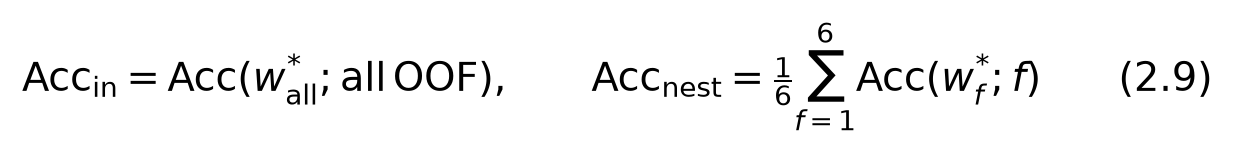 Acc_in = Acc(w*_all; all OOF), Acc_nest = 1/6 ∑_{f=1}^{6} Acc(w*_f; f) (2.9)